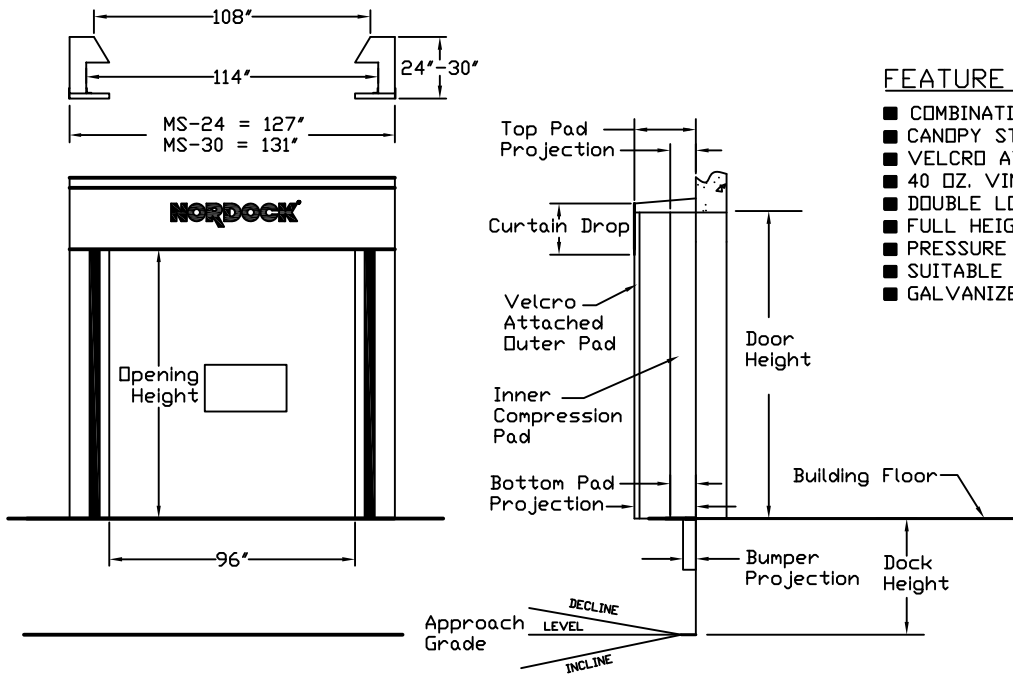 108"
114"
24"-30"
MS-24 = 127"
MS-30 = 131"
NORDOCK
Opening
Height
96"
Top Pad
Projection
Curtain Drop
Velcro
Attached
Outer Pad
Inner
Compression
Pad
Door
Height
Bottom Pad
Projection
Building Floor
Bumper
Projection
Dock
Height
Approach
Grade
DECLINE
LEVEL
INCLINE
FEATURE
■ COMBINATI
■ CANOPY ST
■ VELCRO A
■ 40 OZ. VIN
■ DOUBLE LO
■ FULL HEIG
■ PRESSURE
■ SUITABLE
■ GALVANIZE